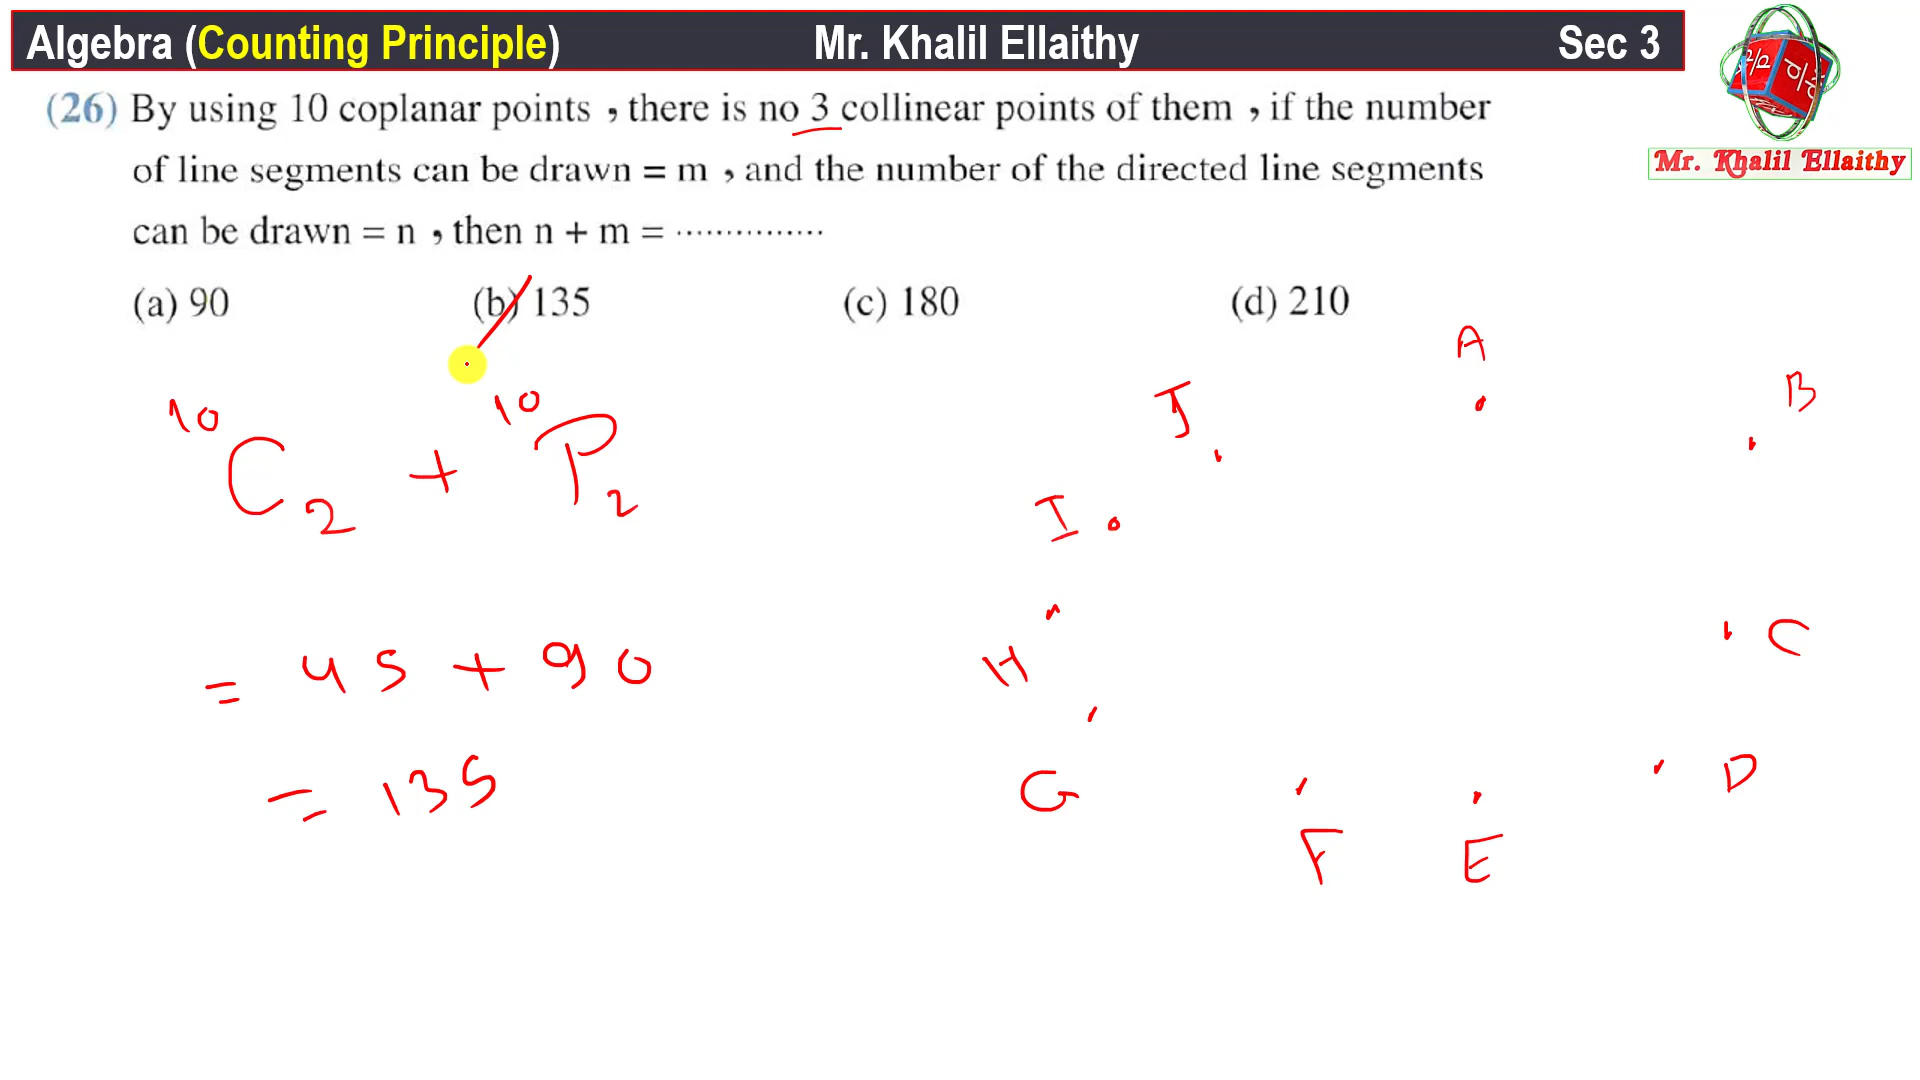 Algebra (Counting Principle) Mr. Khalil Ellaithy Sec 3
Mr. Khalil Ellaithy
(26) By using 10 coplanar points , there is no 3 collinear points of them , if the number
of line segments can be drawn = m , and the number of the directed line segments
can be drawn = n , then n + m = ...............
(a) 90 (b) 135 (c) 180 (d) 210
10C2 + 10P2
= 45 + 90
= 135
A
B
J
I
H
C
G
D
F
E